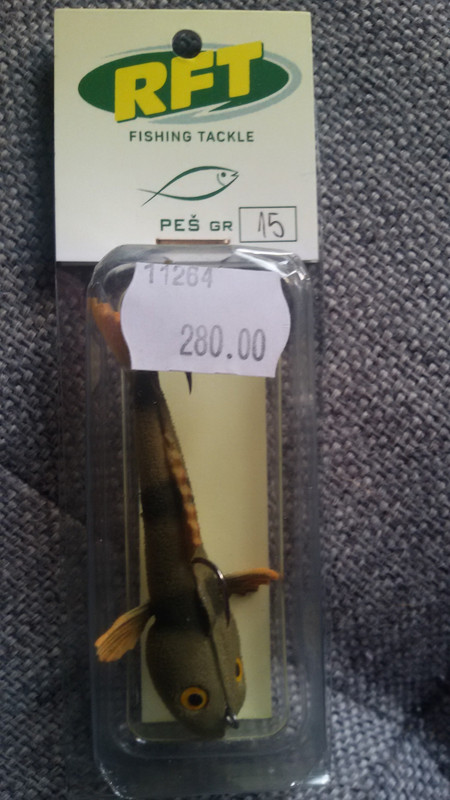 RFT
FISHING TACKLE
PEŠ GR 15
11264
280.00